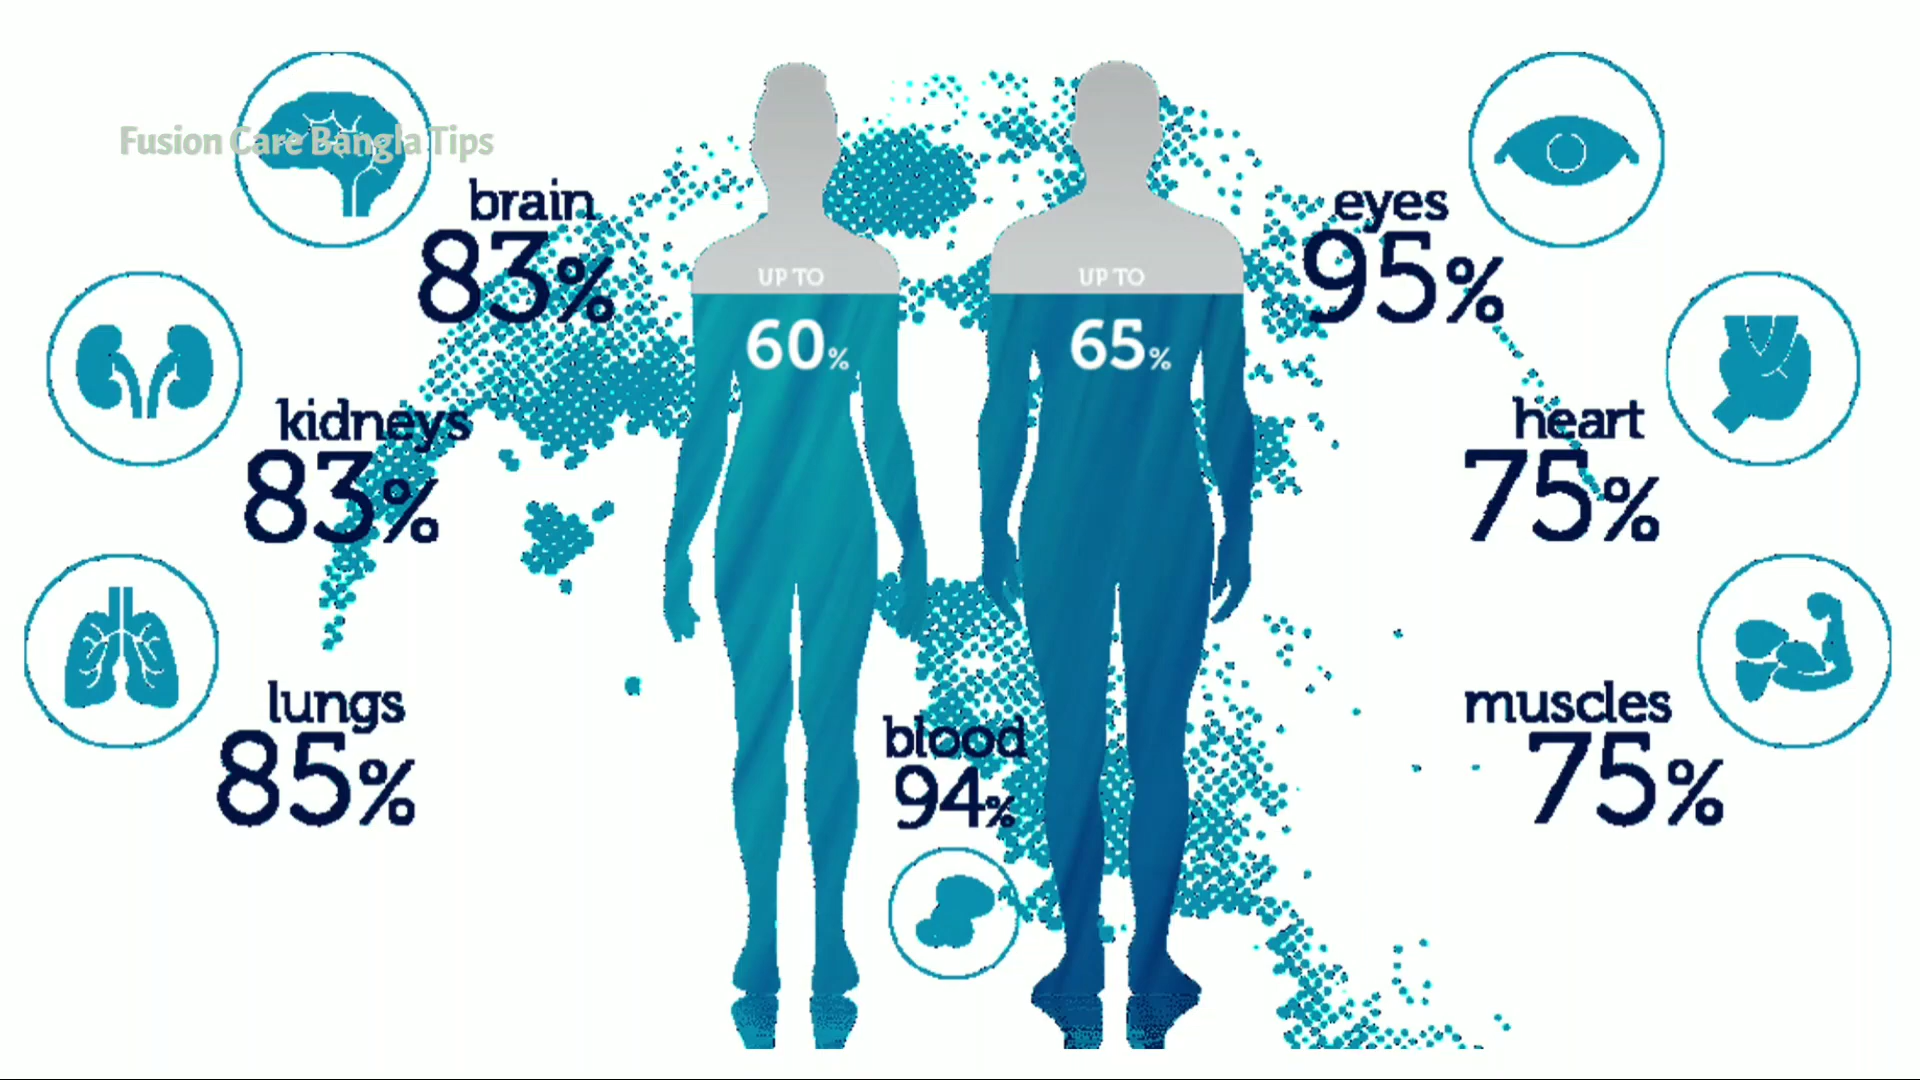 Fusion Care Bangla Tips
brain
83%
kidneys
83%
lungs
85%
UP TO
60%
UP TO
65%
blood
94%
eyes
95%
heart
75%
muscles
75%